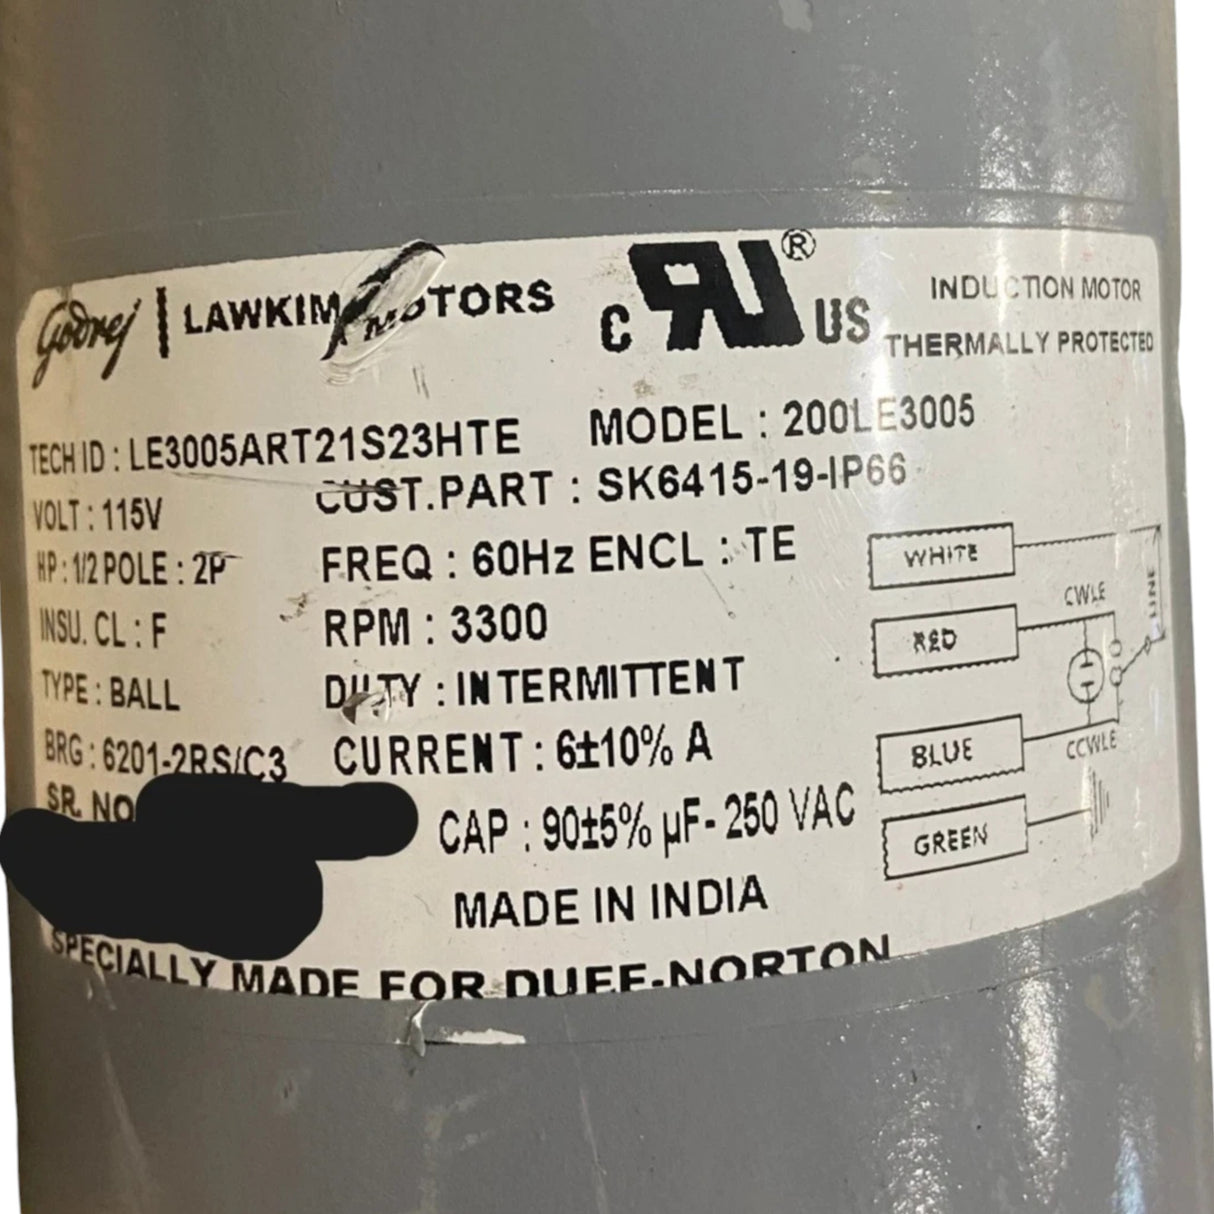 Godrej | LAWKIM MOTORS
c RU ® US
INDUCTION MOTOR
THERMALLY PROTECTED
TECH ID : LE3005ART21S23HTE MODEL : 200LE3005
VOLT : 115V CUST.PART : SK6415-19-IP66
HP : 1/2 POLE : 2P FREQ : 60Hz ENCL : TE
INSU. CL : F RPM : 3300
TYPE : BALL DUTY : INTERMITTENT
BRG : 6201-2RS/C3 CURRENT : 6±10% A
SR. NO CAP : 90±5% µF- 250 VAC
MADE IN INDIA
SPECIALLY MADE FOR DUFF-NORTON
WHITE
CWLE
LINE
RED
BLUE
CCWLE
GREEN